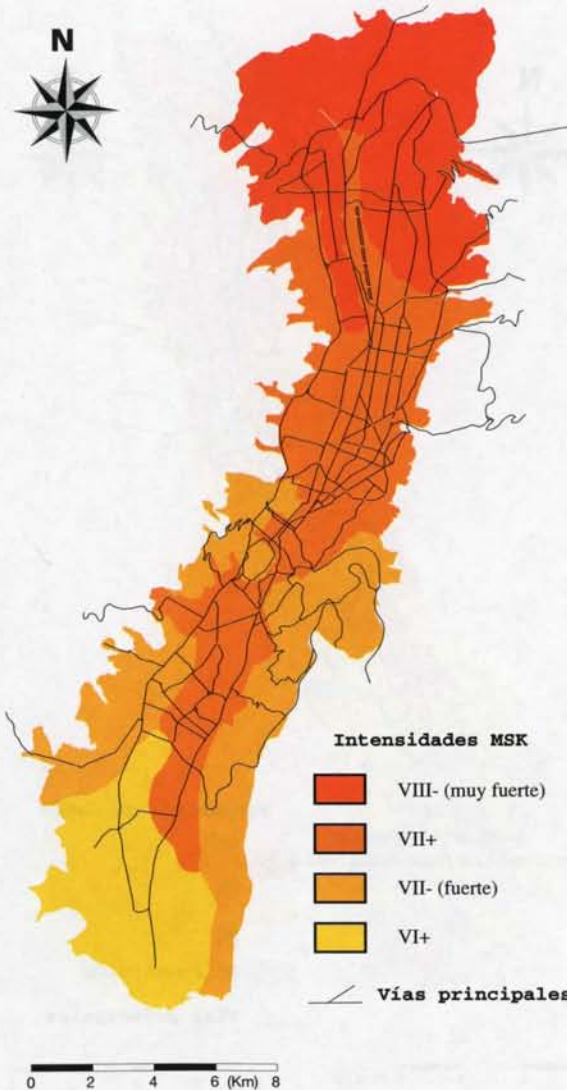 N
Intensidades MSK
VIII- (muy fuerte)
VII+
VII- (fuerte)
VI+
Vías principales
0 2 4 6 (Km) 8